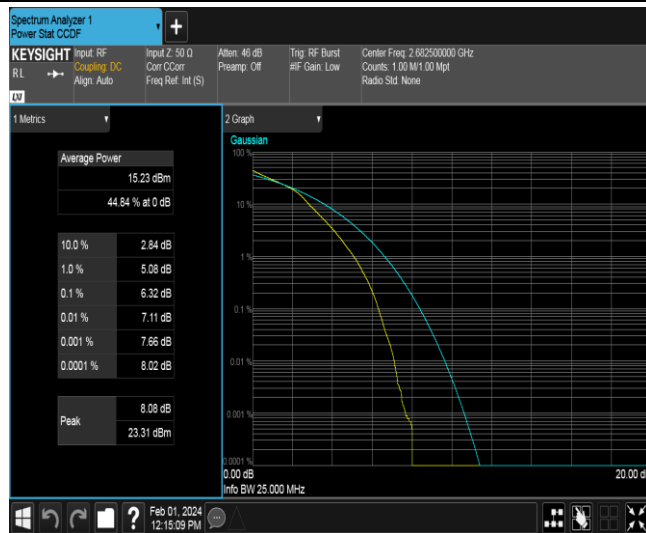 Spectrum Analyzer 1
Power Stat CCDF
KEYSIGHT
RL
Input: RF
Coupling: DC
Align: Auto
Input Z: 50 Ω
Corr CCorr
Freq Ref: Int (S)
Atten: 46 dB
Preamp: Off
Trig: RF Burst
#IF Gain: Low
Center Freq: 2.682500000 GHz
Counts: 1.00 M/1.00 Mpt
Radio Std: None
1 Metrics
Average Power
15.23 dBm
44.84 % at 0 dB
10.0 % 2.84 dB
1.0 % 5.08 dB
0.1 % 6.32 dB
0.01 % 7.11 dB
0.001 % 7.66 dB
0.0001 % 8.02 dB
Peak
8.08 dB
23.31 dBm
2 Graph
Gaussian
100 %
10 %
1 %
0.1 %
0.01 %
0.001 %
0.0001 %
0.00 dB
20.00 d
Info BW 25.000 MHz
?
Feb 01, 2024
12:15:09 PM